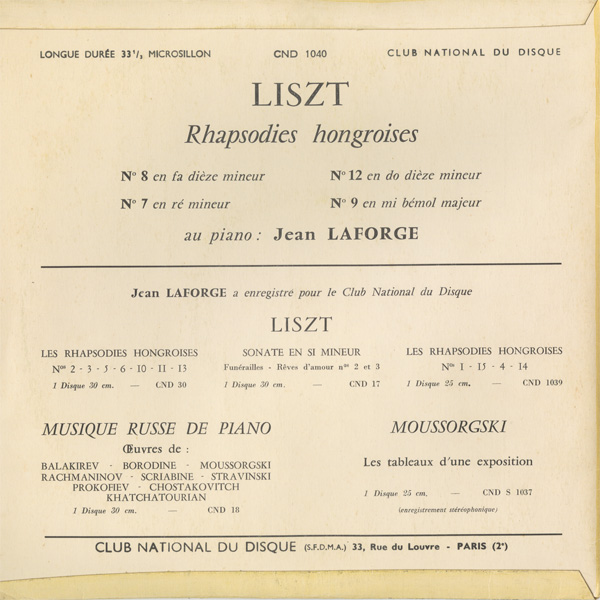 LONGUE DURÉE 33 1/3 MICROSILLON CND 1040 CLUB NATIONAL DU DISQUE
LISZT
Rhapsodies hongroises
Nº 8 en fa dièze mineur Nº 12 en do dièze mineur
Nº 7 en ré mineur Nº 9 en mi bémol majeur
au piano : Jean LAFORGE
Jean LAFORGE a enregistré pour le Club National du Disque
LISZT
LES RHAPSODIES HONGROISES SONATE EN SI MINEUR LES RHAPSODIES HONGROISES
Nos 2 - 3 - 5 - 6 - 10 - 11 - 13 Funérailles - Rêves d'amour nos 2 et 3 Nos 1 - 15 - 4 - 14
1 Disque 30 cm. — CND 30 1 Disque 30 cm. — CND 17 1 Disque 25 cm. — CND 1039
MUSIQUE RUSSE DE PIANO MOUSSORGSKI
Œuvres de :
BALAKIREV - BORODINE - MOUSSORGSKI Les tableaux d'une exposition
RACHMANINOV - SCRIABINE - STRAVINSKI
PROKOFIEV - CHOSTAKOVITCH
KHATCHATOURIAN 1 Disque 25 cm. — CND S 1037
1 Disque 30 cm. — CND 18 (enregistrement stéréophonique)
CLUB NATIONAL DU DISQUE (S.F.D.M.A.) 33, Rue du Louvre - PARIS (2e)